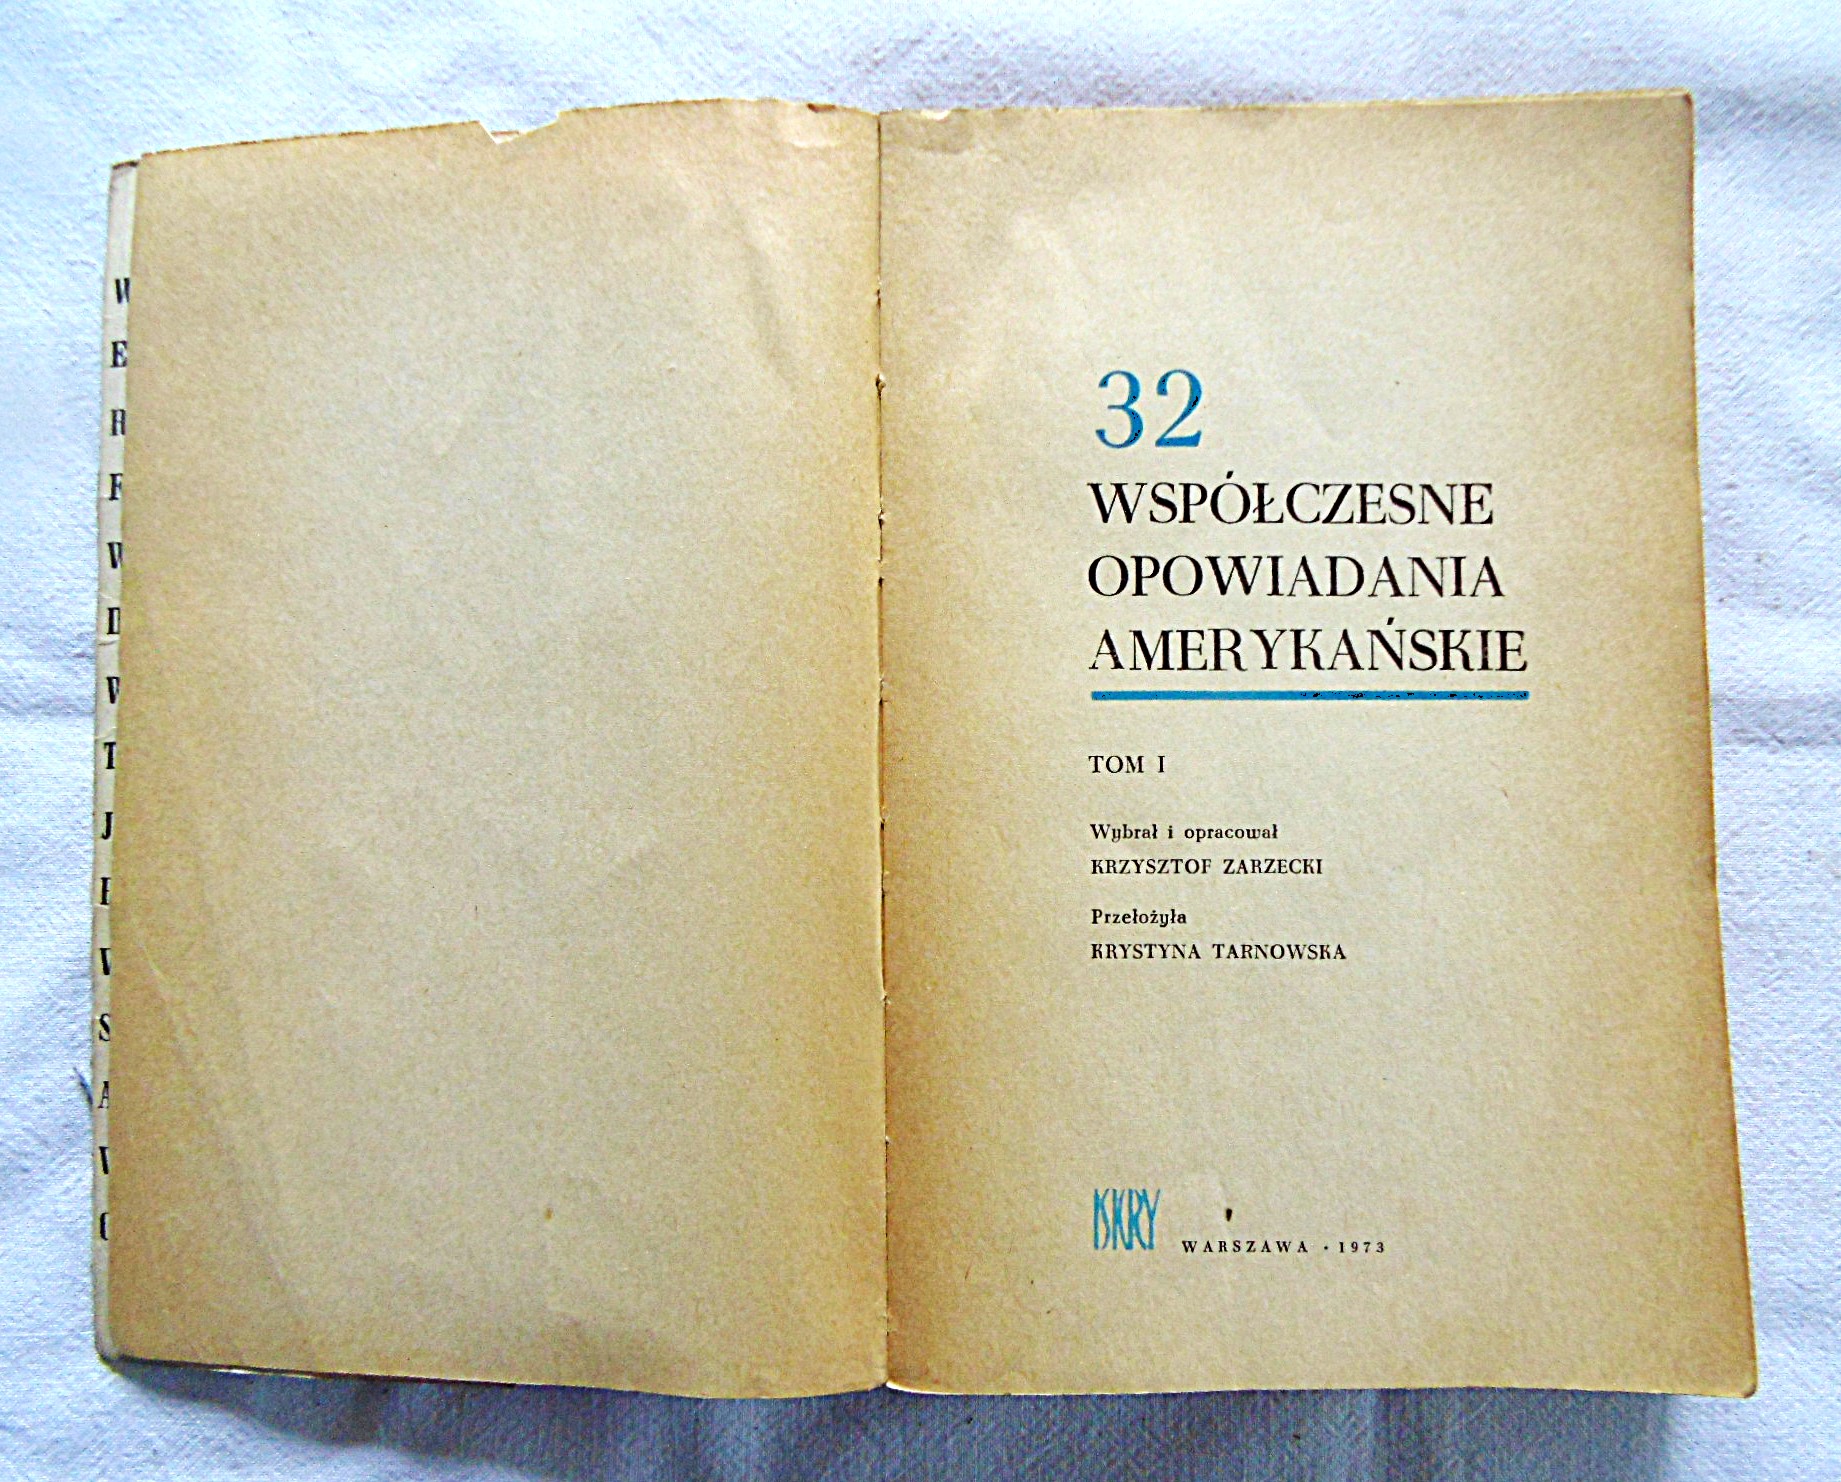 32
WSPÓŁCZESNE
OPOWIADANIA
AMERYKAŃSKIE
TOM I
Wybrał i opracował
KRZYSZTOF ZARZECKI
Przełożyła
KRYSTYNA TARNOWSKA
ISKRY WARSZAWA · 1973